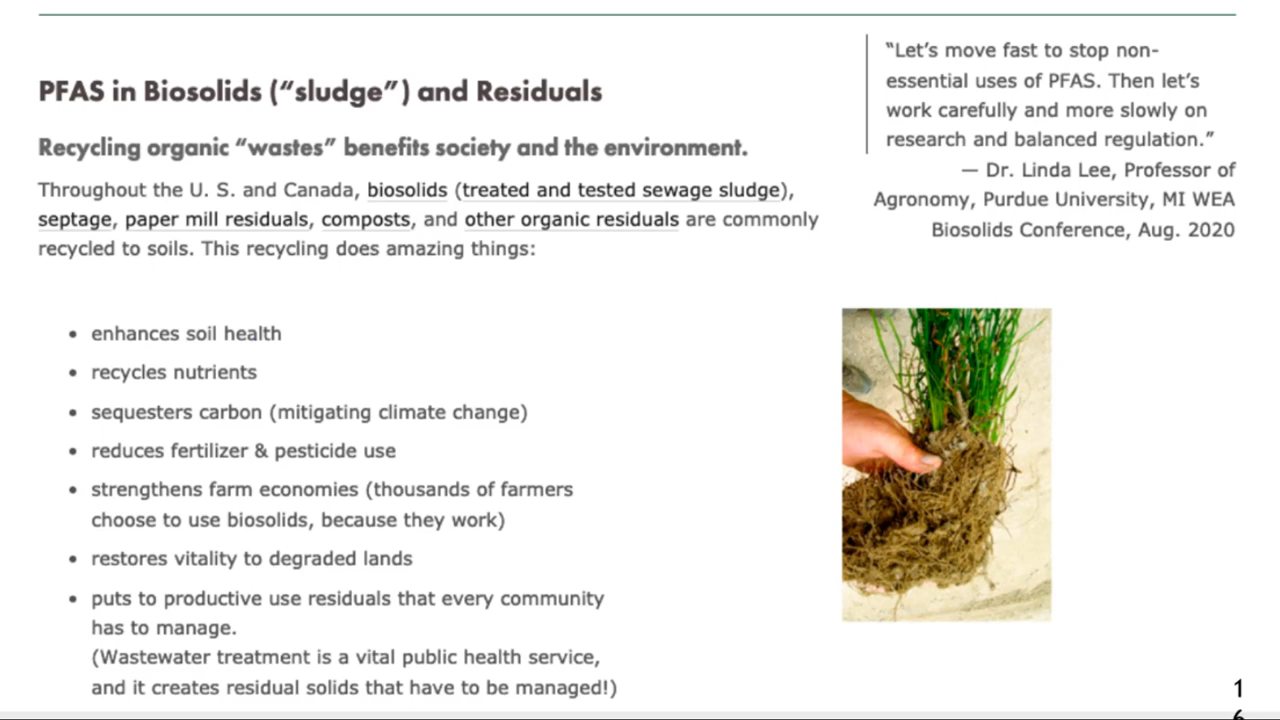 PFAS in Biosolids (“sludge”) and Residuals
Recycling organic “wastes” benefits society and the environment.
Throughout the U. S. and Canada, biosolids (treated and tested sewage sludge),
septage, paper mill residuals, composts, and other organic residuals are commonly
recycled to soils. This recycling does amazing things:
• enhances soil health
• recycles nutrients
• sequesters carbon (mitigating climate change)
• reduces fertilizer & pesticide use
• strengthens farm economies (thousands of farmers
choose to use biosolids, because they work)
• restores vitality to degraded lands
• puts to productive use residuals that every community
has to manage.
(Wastewater treatment is a vital public health service,
and it creates residual solids that have to be managed!)
“Let’s move fast to stop non-
essential uses of PFAS. Then let’s
work carefully and more slowly on
research and balanced regulation.”
— Dr. Linda Lee, Professor of
Agronomy, Purdue University, MI WEA
Biosolids Conference, Aug. 2020
1
6